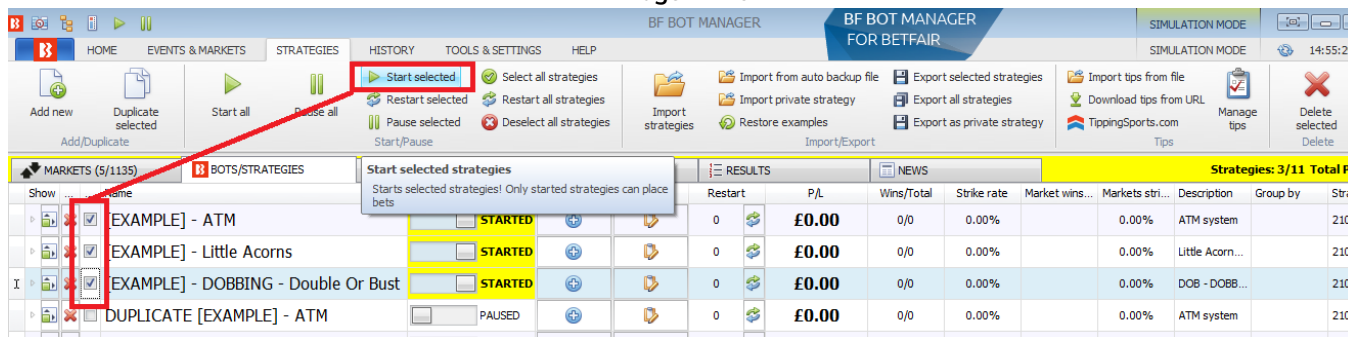 BF BOT MANAGER
BF BOT MANAGER
FOR BETFAIR
SIMULATION MODE
HOME EVENTS & MARKETS STRATEGIES HISTORY TOOLS & SETTINGS HELP
SIMULATION MODE 14:55:2
Add new
Duplicate selected
Start all
Pause all
Start selected
Restart selected
Pause selected
Select all strategies
Restart all strategies
Deselect all strategies
Import strategies
Import from auto backup file
Import private strategy
Restore examples
Export selected strategies
Export all strategies
Export as private strategy
Import tips from file
Download tips from URL
TippingSports.com
Manage tips
Delete selected
Add/Duplicate Start/Pause Import/Export Tips Delete
MARKETS (5/1135) BOTS/STRATEGIES RESULTS NEWS Strategies: 3/11 Total P
Start selected strategies
Starts selected strategies! Only started strategies can place
bets
Show ... ... Name Restart P/L Wins/Total Strike rate Market wins... Markets stri... Description Group by Stra
[EXAMPLE] - ATM STARTED 0 £0.00 0/0 0.00% 0.00% ATM system 210
[EXAMPLE] - Little Acorns STARTED 0 £0.00 0/0 0.00% 0.00% Little Acorn... 210
[EXAMPLE] - DOBBING - Double Or Bust STARTED 0 £0.00 0/0 0.00% 0.00% DOB - DOBB... 210
DUPLICATE [EXAMPLE] - ATM PAUSED 0 £0.00 0/0 0.00% 0.00% ATM system 210